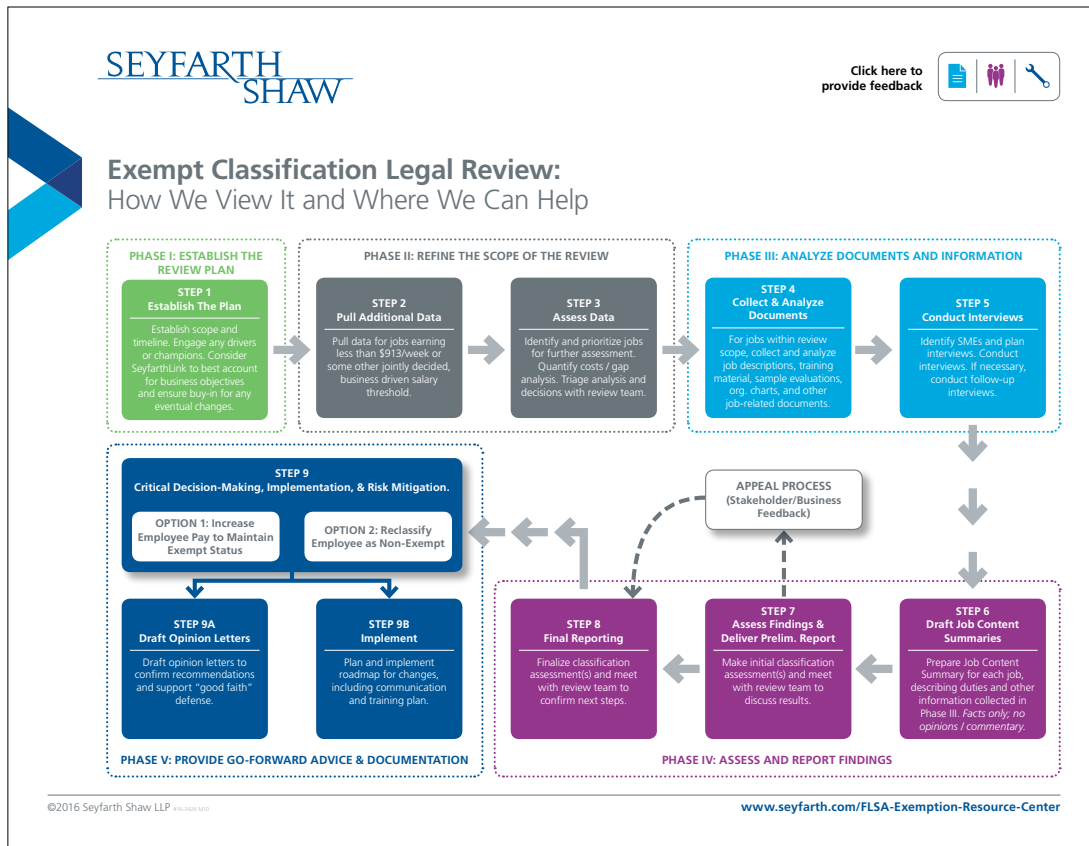 SEYFARTH
SHAW
Click here to
provide feedback
Exempt Classification Legal Review:
How We View It and Where We Can Help
PHASE I: ESTABLISH THE
REVIEW PLAN
STEP 1
Establish The Plan
Establish scope and
timeline. Engage any drivers
or champions. Consider
SeyfarthLink to best account
for business objectives
and ensure buy-in for any
eventual changes.
PHASE II: REFINE THE SCOPE OF THE REVIEW
STEP 2
Pull Additional Data
Pull data for jobs earning
less than $913/week or
some other jointly decided,
business driven salary
threshold.
STEP 3
Assess Data
Identify and prioritize jobs
for further assessment.
Quantify costs / gap
analysis. Triage analysis and
decisions with review team.
PHASE III: ANALYZE DOCUMENTS AND INFORMATION
STEP 4
Collect & Analyze
Documents
For jobs within review
scope, collect and analyze
job descriptions, training
material, sample evaluations,
org. charts, and other
job-related documents.
STEP 5
Conduct Interviews
Identify SMEs and plan
interviews. Conduct
interviews. If necessary,
conduct follow-up
interviews.
STEP 6
Draft Job Content
Summaries
Prepare Job Content
Summary for each job,
describing duties and other
information collected in
Phase III. Facts only; no
opinions / commentary.
STEP 7
Assess Findings &
Deliver Prelim. Report
Make initial classification
assessment(s) and meet
with review team to
discuss results.
APPEAL PROCESS
(Stakeholder/Business
Feedback)
STEP 8
Final Reporting
Finalize classification
assessment(s) and meet
with review team to
confirm next steps.
PHASE IV: ASSESS AND REPORT FINDINGS
STEP 9
Critical Decision-Making, Implementation, & Risk Mitigation.
OPTION 1: Increase
Employee Pay to Maintain
Exempt Status
OPTION 2: Reclassify
Employee as Non-Exempt
STEP 9A
Draft Opinion Letters
Draft opinion letters to
confirm recommendations
and support "good faith"
defense.
STEP 9B
Implement
Plan and implement
roadmap for changes,
including communication
and training plan.
PHASE V: PROVIDE GO-FORWARD ADVICE & DOCUMENTATION
©2016 Seyfarth Shaw LLP
www.seyfarth.com/FLSA-Exemption-Resource-Center